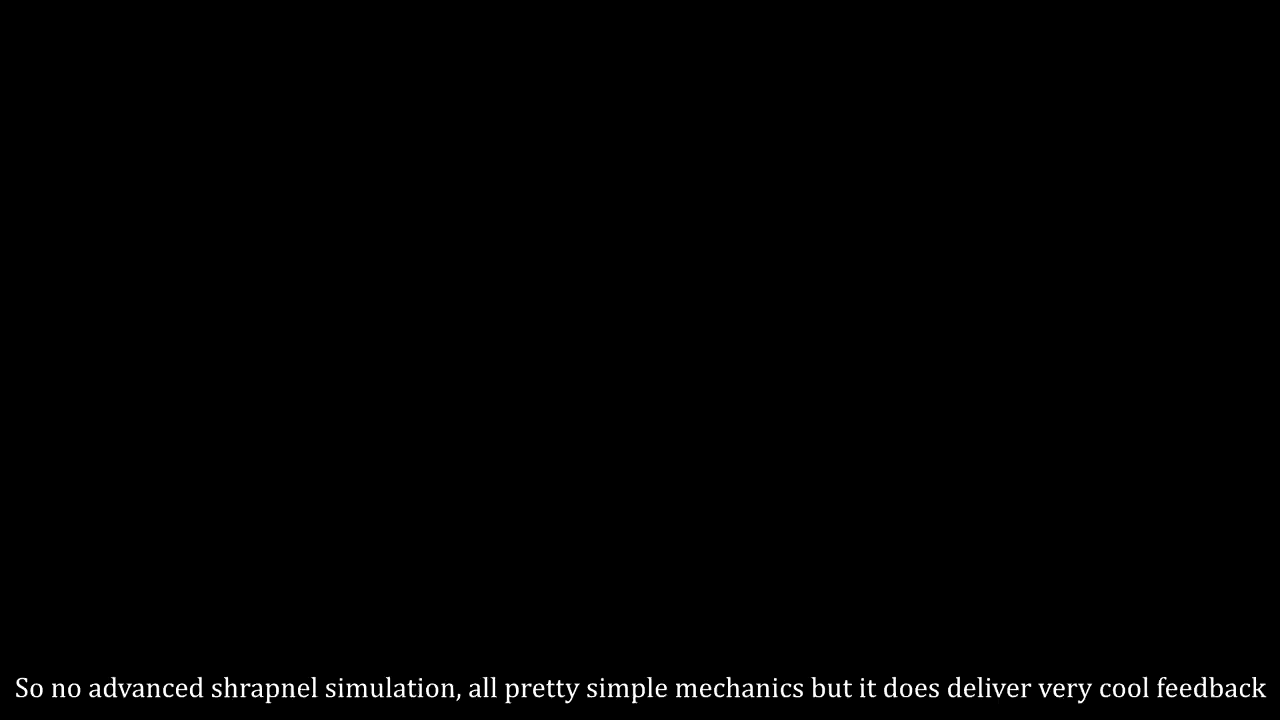 So no advanced shrapnel simulation, all pretty simple mechanics but it does deliver very cool feedback